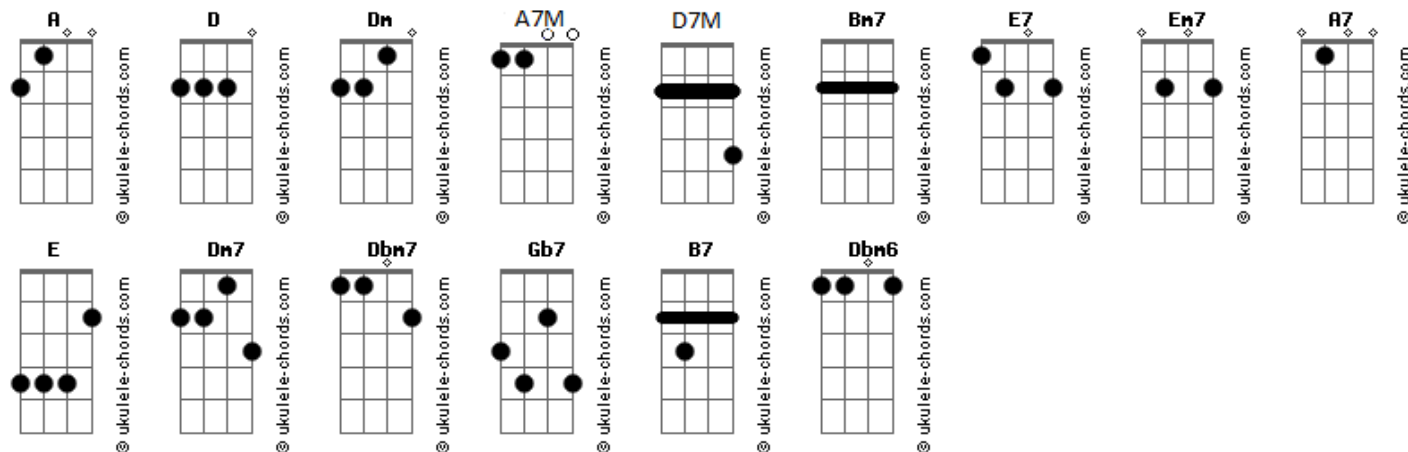 A D Dm A7M D7M Bm7 E7 Em7 A7
© ukulele-chords.com © ukulele-chords.com © ukulele-chords.com © ukulele-chords.com © ukulele-chords.com © ukulele-chords.com © ukulele-chords.com © ukulele-chords.com © ukulele-chords.com
E Dm7 Dbm7 Gb7 B7 Dbm6
© ukulele-chords.com © ukulele-chords.com © ukulele-chords.com © ukulele-chords.com © ukulele-chords.com © ukulele-chords.com